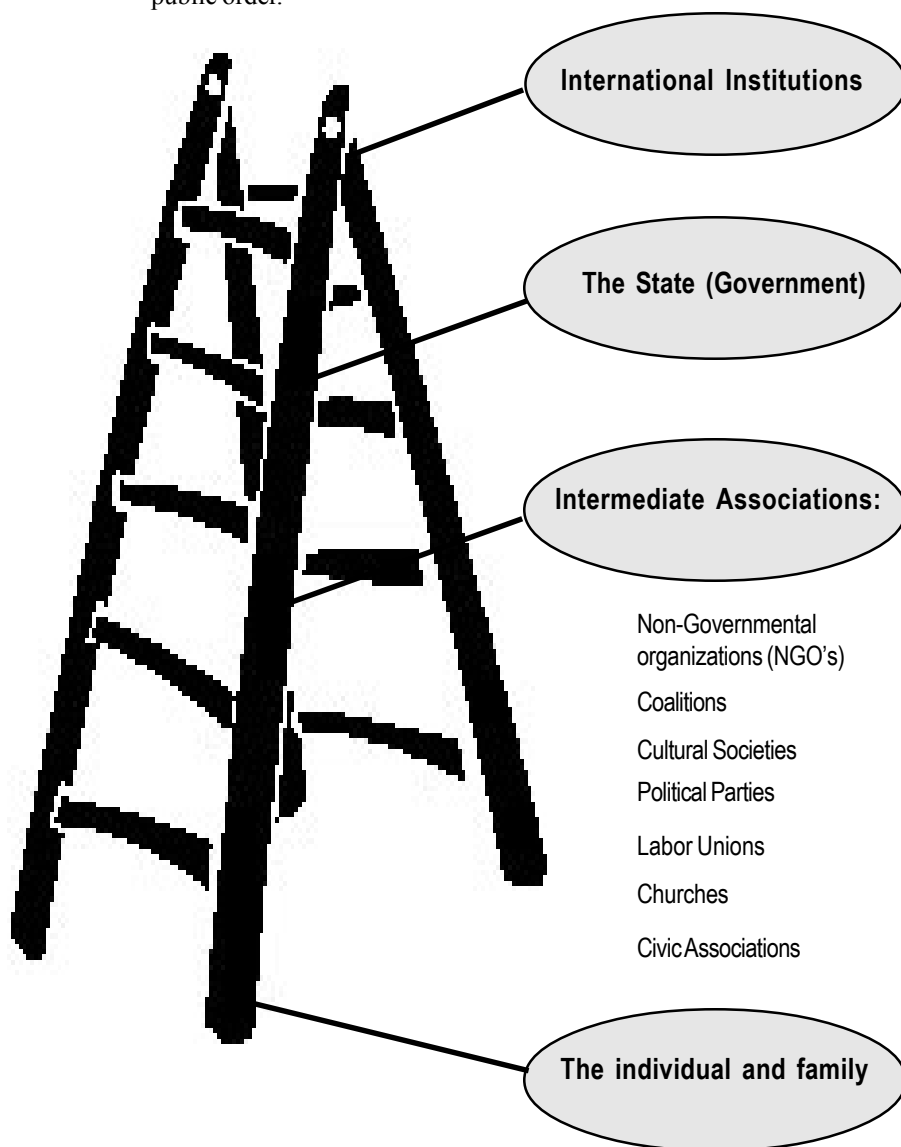 public order.
International Institutions
The State (Government)
Intermediate Associations:
Non-Governmental
organizations (NGO's)
Coalitions
Cultural Societies
Political Parties
Labor Unions
Churches
Civic Associations
The individual and family